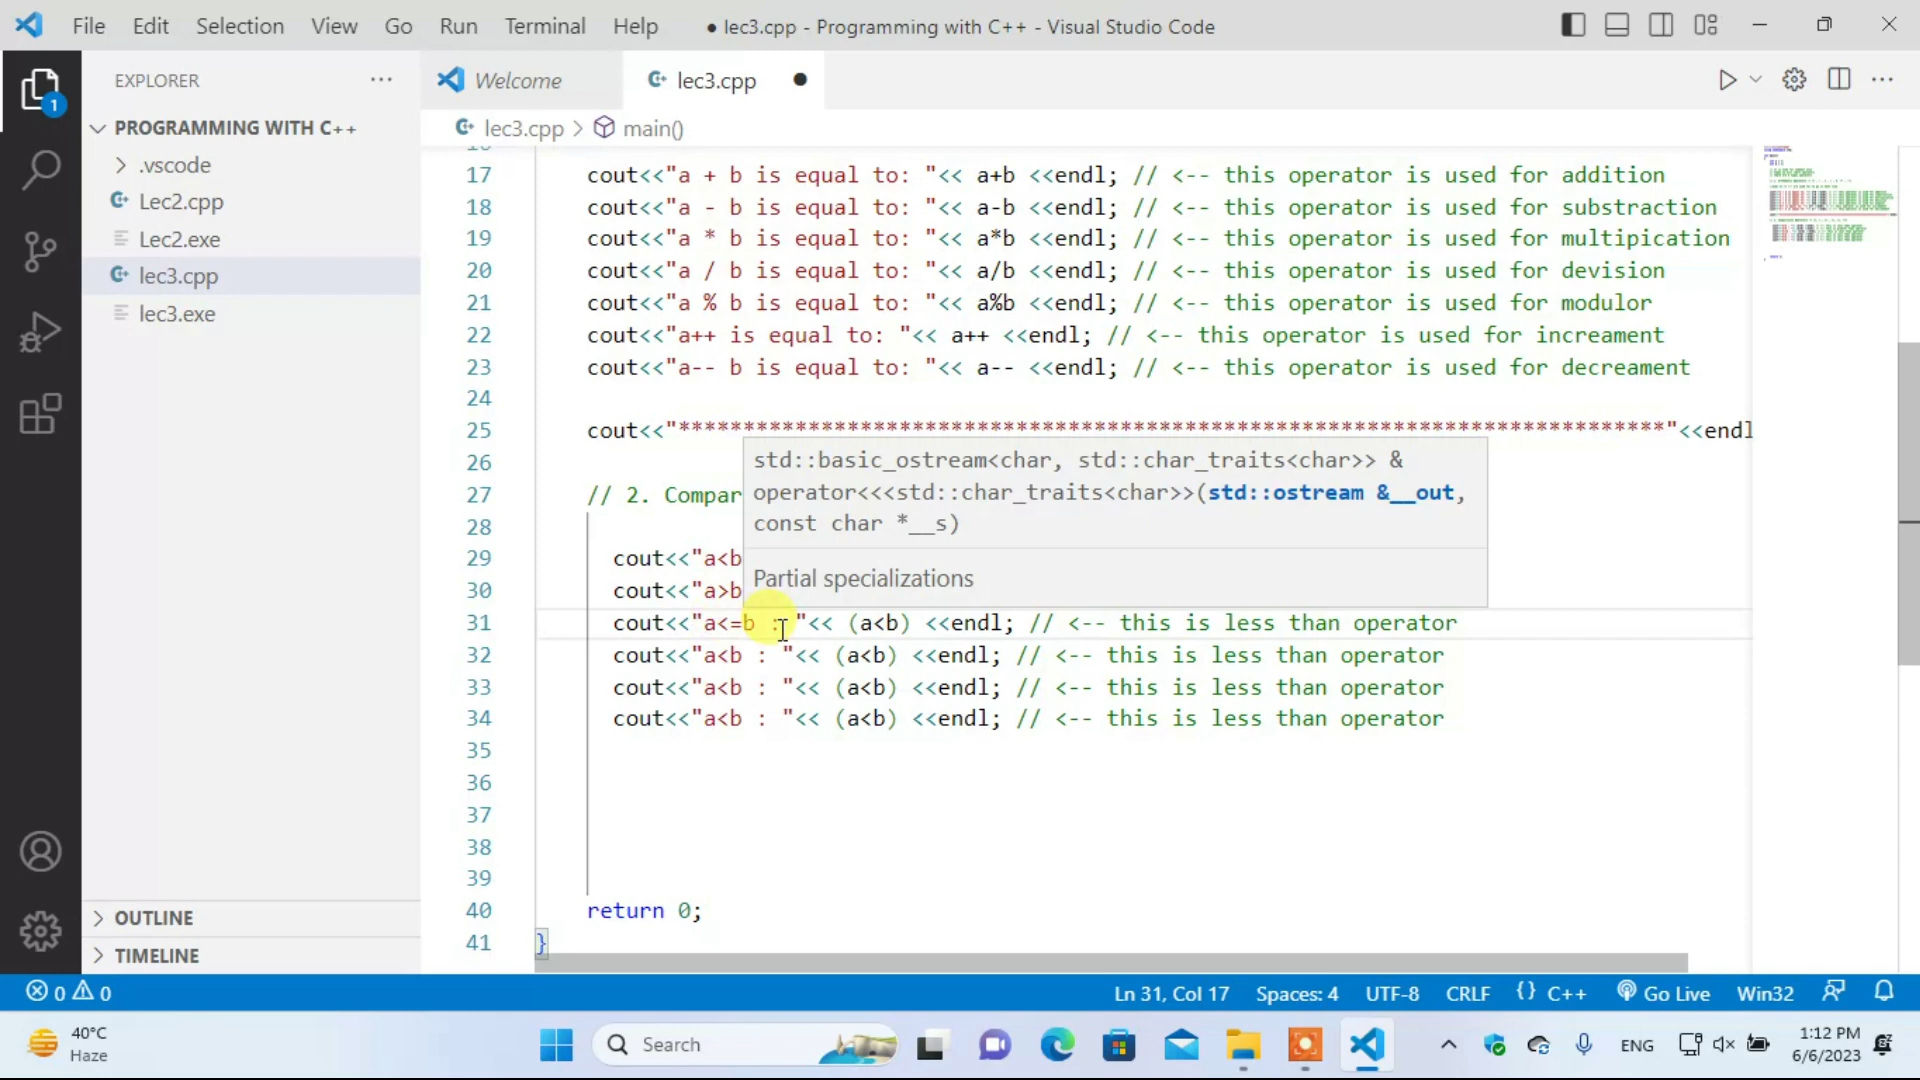 File Edit Selection View Go Run Terminal Help ● lec3.cpp - Programming with C++ - Visual Studio Code
EXPLORER
Welcome
lec3.cpp
PROGRAMMING WITH C++
lec3.cpp > main()
.vscode
Lec2.cpp
Lec2.exe
lec3.cpp
lec3.exe
1
17 cout<<"a + b is equal to: "<< a+b <<endl; // <-- this operator is used for addition
18 cout<<"a - b is equal to: "<< a-b <<endl; // <-- this operator is used for substraction
19 cout<<"a * b is equal to: "<< a*b <<endl; // <-- this operator is used for multipication
20 cout<<"a / b is equal to: "<< a/b <<endl; // <-- this operator is used for devision
21 cout<<"a % b is equal to: "<< a%b <<endl; // <-- this operator is used for modulor
22 cout<<"a++ is equal to: "<< a++ <<endl; // <-- this operator is used for increament
23 cout<<"a-- b is equal to: "<< a-- <<endl; // <-- this operator is used for decreament
24
25 cout<<"****************************************************************************"<<endl
26
27 // 2. Compar
28
29 cout<<"a<b
30 cout<<"a>b
std::basic_ostream<char, std::char_traits<char>> &
operator<<<std::char_traits<char>>(std::ostream &__out,
const char *__s)
Partial specializations
31 cout<<"a<=b : "<< (a<b) <<endl; // <-- this is less than operator
32 cout<<"a<b : "<< (a<b) <<endl; // <-- this is less than operator
33 cout<<"a<b : "<< (a<b) <<endl; // <-- this is less than operator
34 cout<<"a<b : "<< (a<b) <<endl; // <-- this is less than operator
35
36
37
38
39
40 return 0;
41 }
OUTLINE
TIMELINE
0 0 Ln 31, Col 17 Spaces: 4 UTF-8 CRLF {} C++ Go Live Win32
40°C
Haze
Search
ENG
1:12 PM
6/6/2023